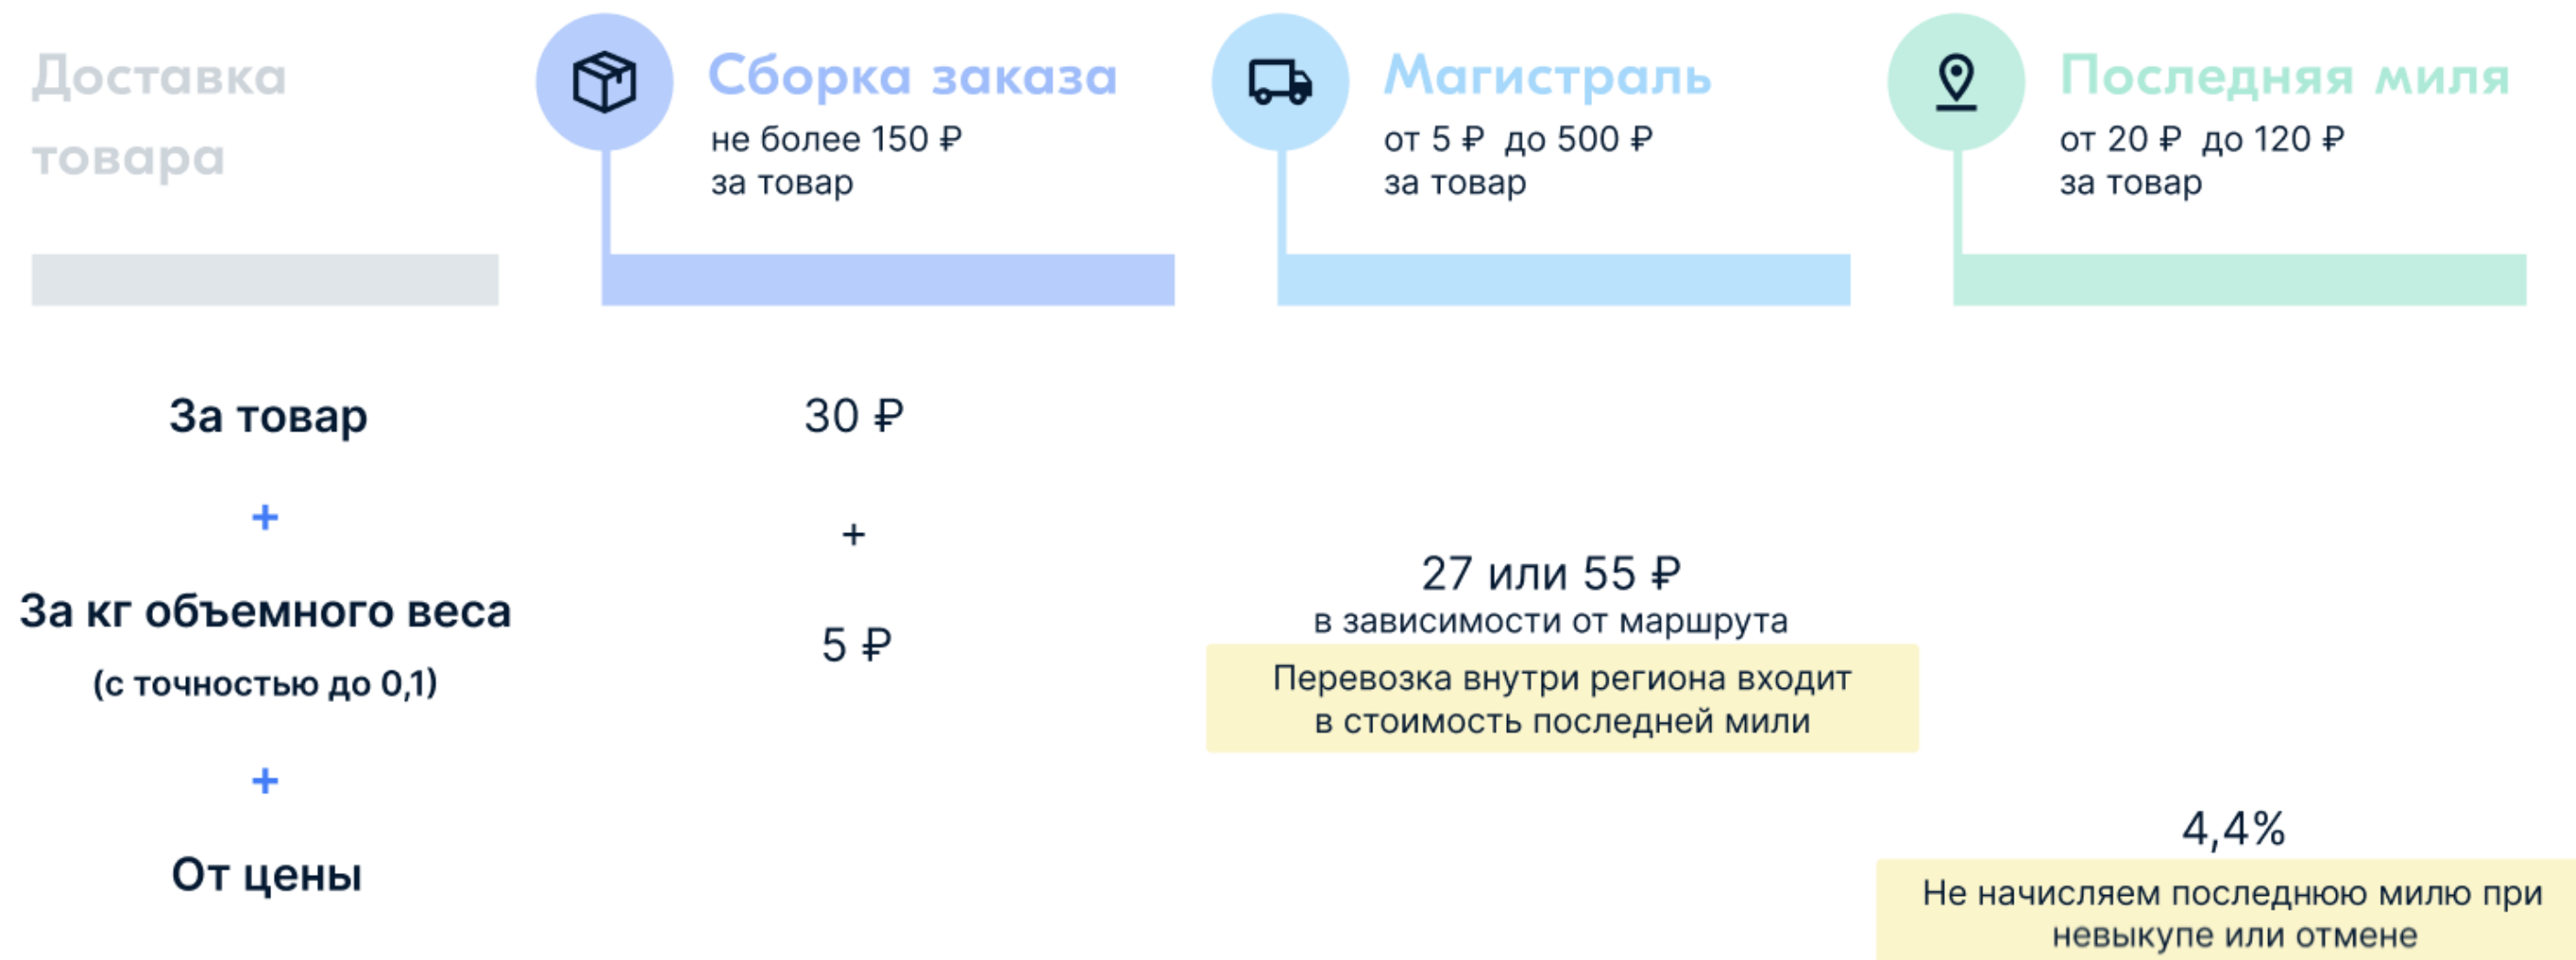 Доставка
товара
Сборка заказа
не более 150 ₽
за товар
Магистраль
от 5 ₽ до 500 ₽
за товар
Последняя миля
от 20 ₽ до 120 ₽
за товар
За товар
30 ₽
+
+
За кг объемного веса
(с точностью до 0,1)
5 ₽
27 или 55 ₽
в зависимости от маршрута
Перевозка внутри региона входит
в стоимость последней мили
+
От цены
4,4%
Не начисляем последнюю милю при
невыкупе или отмене